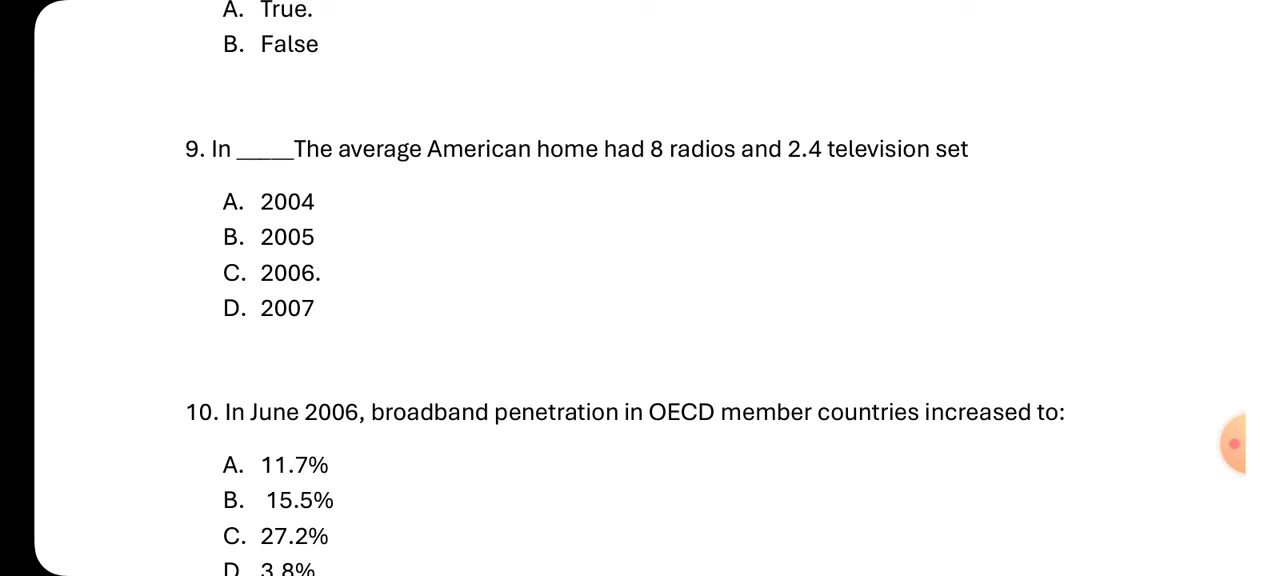 A. True.
B. False
9. In _____The average American home had 8 radios and 2.4 television set
A. 2004
B. 2005
C. 2006.
D. 2007
10. In June 2006, broadband penetration in OECD member countries increased to:
A. 11.7%
B. 15.5%
C. 27.2%
D 3.8%